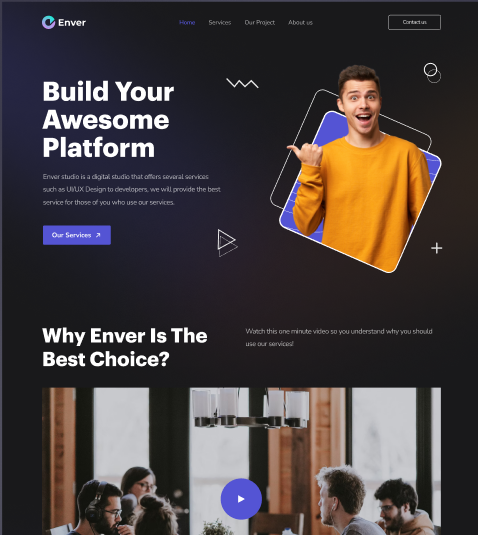 Enver
Home Services Our Project About us
Contact us
Build Your
Awesome
Platform
Enver studio is a digital studio that offers several services
such as UI/UX Design to developers, we will provide the best
service for those of you who use our services.
Our Services
Why Enver Is The
Best Choice?
Watch this one minute video so you understand why you should
use our services!